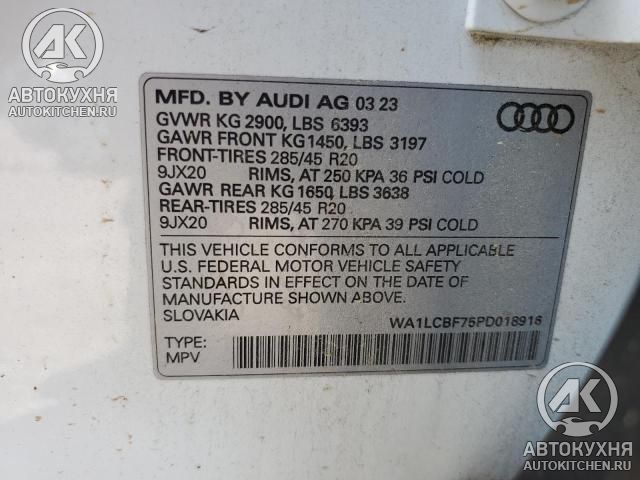 AK
АВТОКУХНЯ
AUTOKITCHEN.RU
MFD. BY AUDI AG 03 23
GVWR KG 2900, LBS 6393
GAWR FRONT KG1450, LBS 3197
FRONT-TIRES 285/45 R20
9JX20 RIMS, AT 250 KPA 36 PSI COLD
GAWR REAR KG 1650, LBS 3638
REAR-TIRES 285/45 R20
9JX20 RIMS, AT 270 KPA 39 PSI COLD
THIS VEHICLE CONFORMS TO ALL APPLICABLE
U.S. FEDERAL MOTOR VEHICLE SAFETY
STANDARDS IN EFFECT ON THE DATE OF
MANUFACTURE SHOWN ABOVE.
SLOVAKIA
WA1LCBF75PD018916
TYPE:
MPV
AK
АВТОКУХНЯ
AUTOKITCHEN.RU